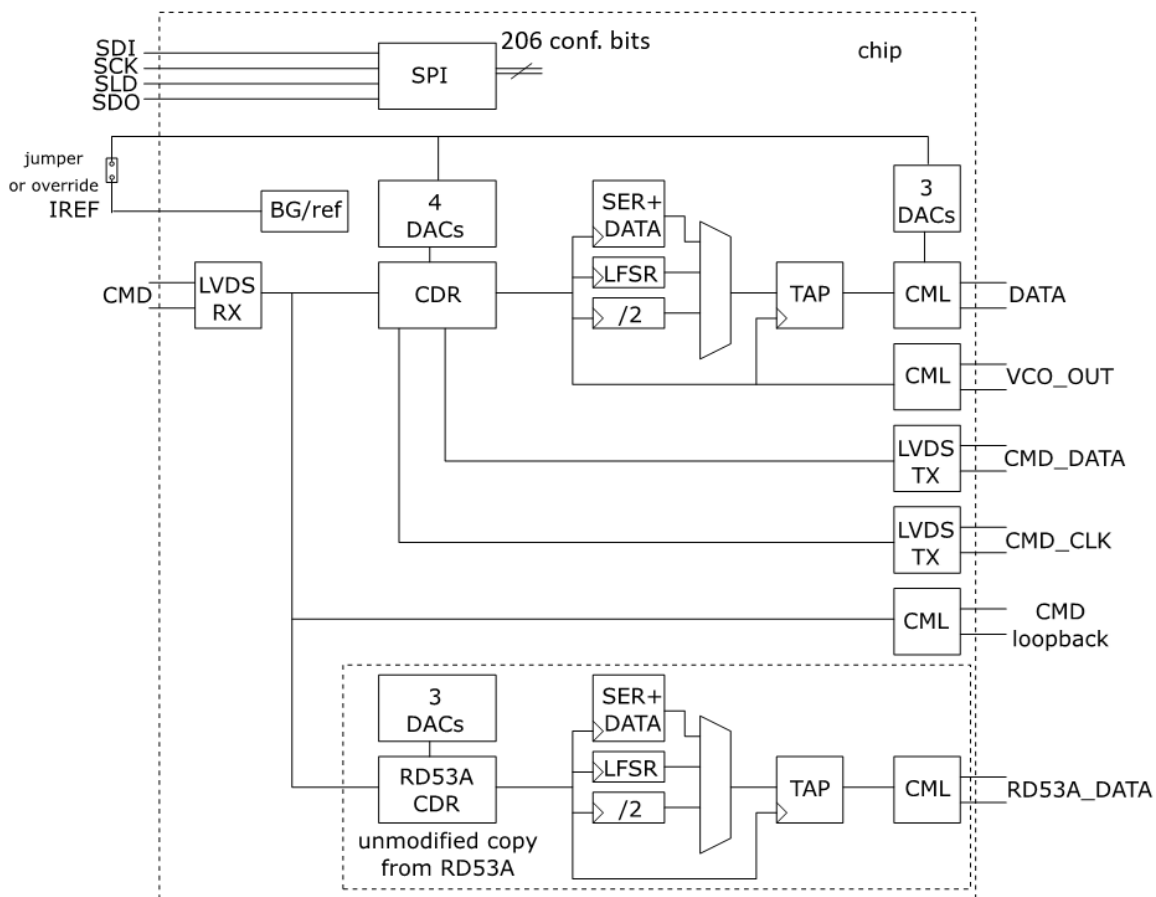 SDI
SCK
SLD
SDO
SPI
206 conf. bits
chip
jumper
or override
IREF
BG/ref
4
DACs
SER+
DATA
3
DACs
CMD
LVDS
RX
CDR
LFSR
/2
TAP
CML
DATA
CML
VCO_OUT
LVDS
TX
CMD_DATA
LVDS
TX
CMD_CLK
CML
CMD
loopback
3
DACs
SER+
DATA
RD53A
CDR
LFSR
/2
TAP
CML
RD53A_DATA
unmodified copy
from RD53A